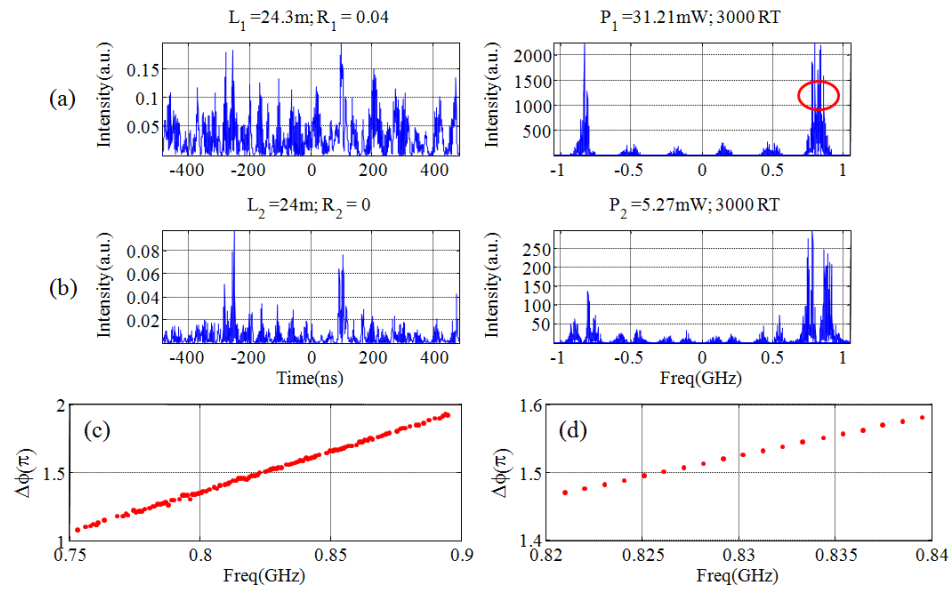 L₁ =24.3m; R₁ = 0.04
P₁ =31.21mW; 3000 RT
(a)
Intensity(a.u.)
0.15
0.1
0.05
-400 -200 0 200 400
Intensity(a.u.)
2000
1500
1000
500
-1 -0.5 0 0.5 1
L₂ =24m; R₂ = 0
P₂ =5.27mW; 3000 RT
(b)
Intensity(a.u.)
0.08
0.06
0.04
0.02
-400 -200 0 200 400
Time(ns)
Intensity(a.u.)
250
200
150
100
50
-1 -0.5 0 0.5 1
Freq(GHz)
(c)
Δϕ(π)
2
1.5
1
0.75 0.8 0.85 0.9
Freq(GHz)
(d)
Δϕ(π)
1.6
1.5
1.4
0.82 0.825 0.83 0.835 0.84
Freq(GHz)